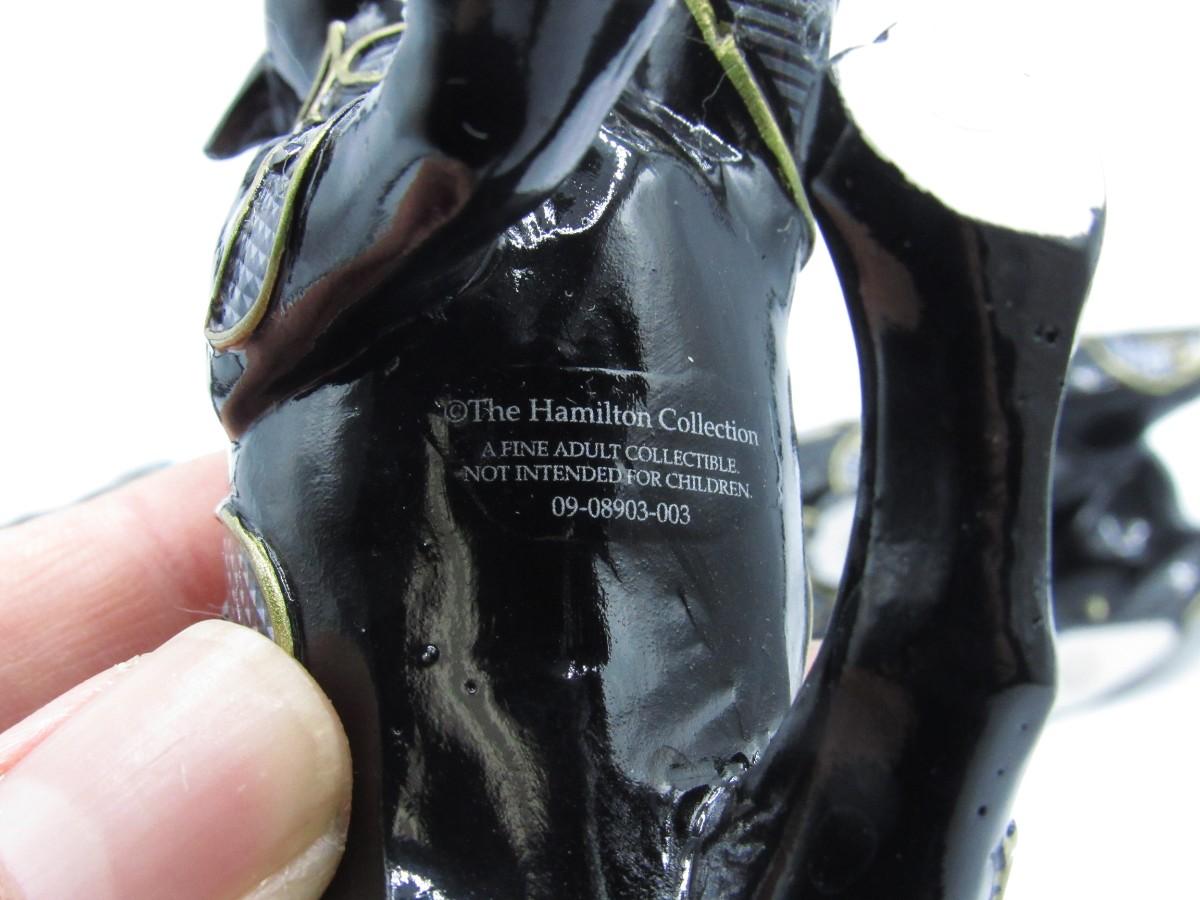 ©The Hamilton Collection
A FINE ADULT COLLECTIBLE.
NOT INTENDED FOR CHILDREN.
09-08903-003